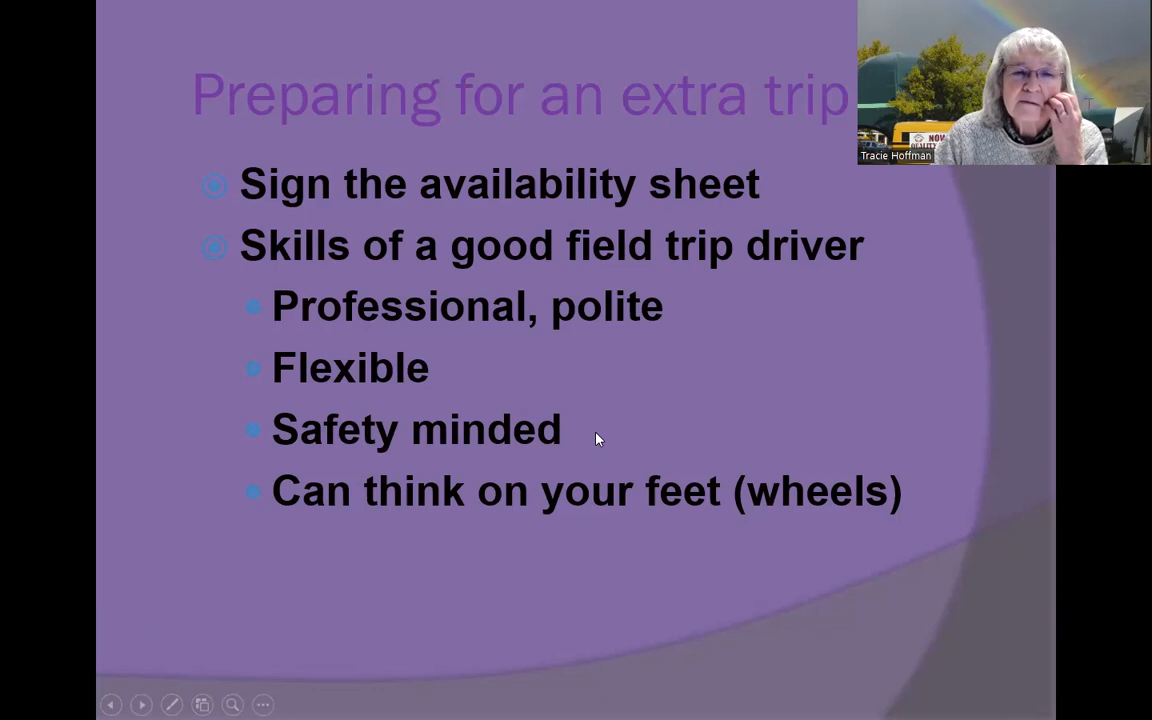 Preparing for an extra trip
Sign the availability sheet
Skills of a good field trip driver
Professional, polite
Flexible
Safety minded
Can think on your feet (wheels)
NOW
Tracie Hoffman